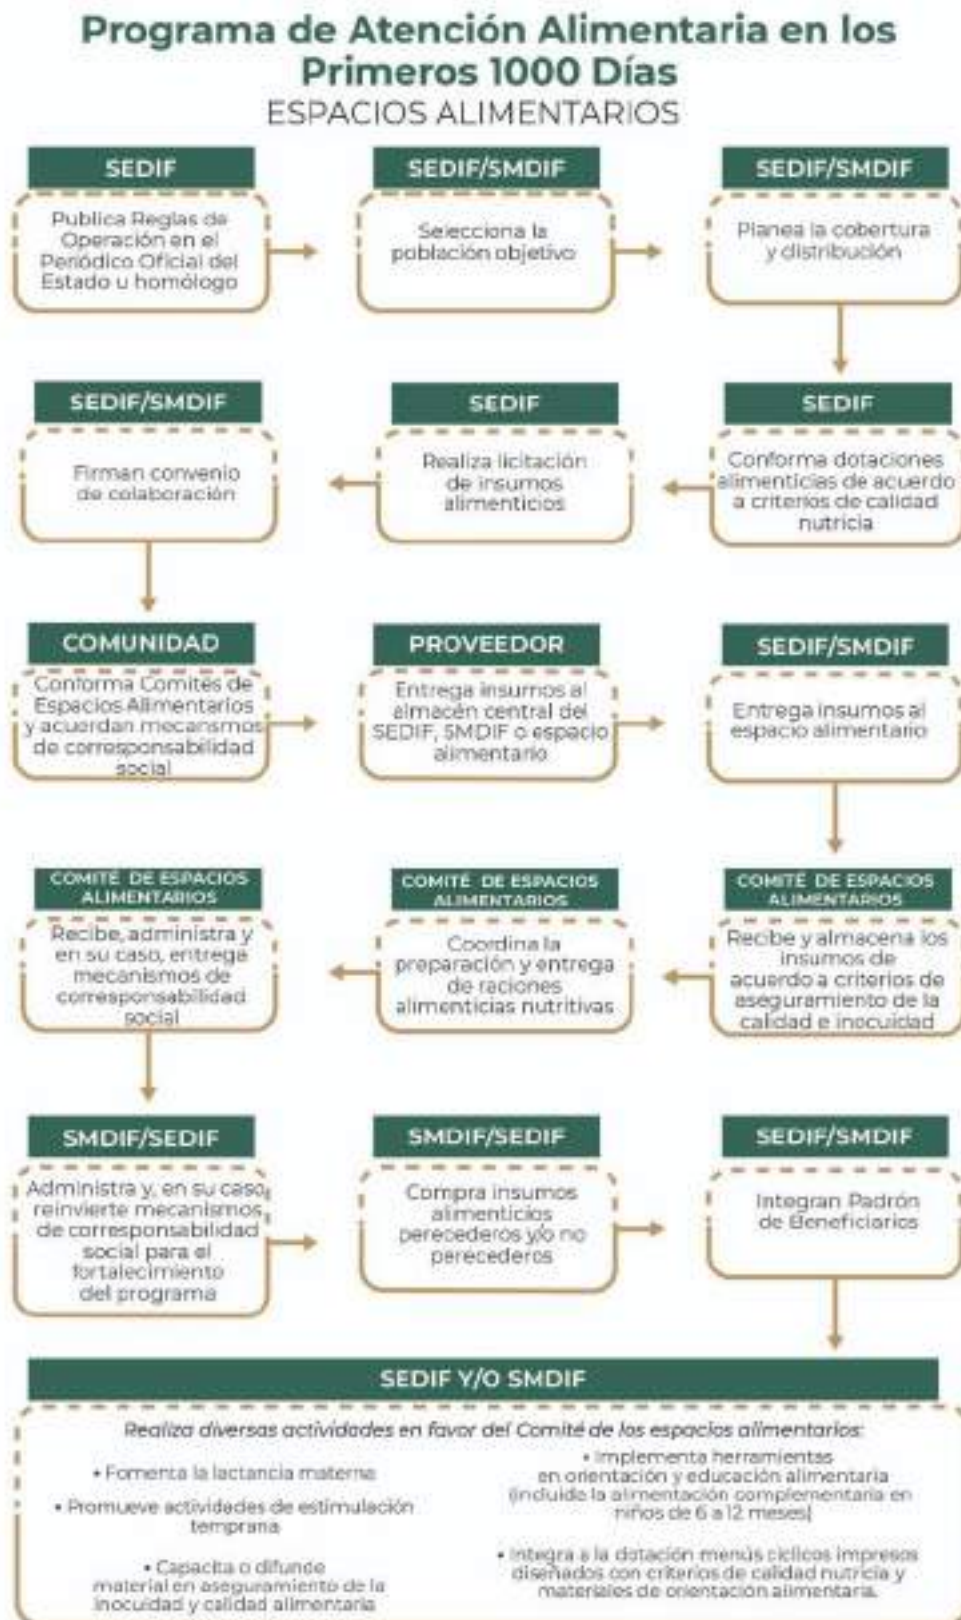 Programa de Atención Alimentaria en los
Primeros 1000 Días
ESPACIOS ALIMENTARIOS
SEDIF
Publica Reglas de
Operación en el
Periódico Oficial del
Estado u homólogo
SEDIF/SMDIF
Selecciona la
población objetivo
SEDIF/SMDIF
Planea la cobertura
y distribución
SEDIF
Conforma dotaciones
alimenticias de acuerdo
a criterios de calidad
nutricia
SEDIF
Realiza licitación
de insumos
alimenticios
SEDIF/SMDIF
Firman convenio
de colaboración
COMUNIDAD
Conforma Comités de
Espacios Alimentarios
y acuerdan mecanismos
de corresponsabilidad
social
PROVEEDOR
Entrega insumos al
almacén central del
SEDIF, SMDIF o espacio
alimentario
SEDIF/SMDIF
Entrega insumos al
espacio alimentario
COMITÉ DE ESPACIOS
ALIMENTARIOS
Recibe y almacena los
insumos de
acuerdo a criterios de
aseguramiento de la
calidad e inocuidad
COMITÉ DE ESPACIOS
ALIMENTARIOS
Coordina la
preparación y entrega
de raciones
alimenticias nutritivas
COMITÉ DE ESPACIOS
ALIMENTARIOS
Recibe, administra y
en su caso, entrega
mecanismos de
corresponsabilidad
social
SMDIF/SEDIF
Administra y, en su caso,
reinvierte mecanismos
de corresponsabilidad
social para el
fortalecimiento
del programa
SMDIF/SEDIF
Compra insumos
alimenticios
perecederos y/o no
perecederos
SEDIF/SMDIF
Integran Padrón
de Beneficiarios
SEDIF Y/O SMDIF
Realiza diversas actividades en favor del Comité de los espacios alimentarios:
• Fomenta la lactancia materna
• Promueve actividades de estimulación
temprana
• Capacita o difunde
material en aseguramiento de la
inocuidad y calidad alimentaria
• Implementa herramientas
en orientación y educación alimentaria
(incluida la alimentación complementaria en
niños de 6 a 12 meses)
• Integra a la dotación menús cíclicos impresos
diseñados con criterios de calidad nutricia y
materiales de orientación alimentaria.